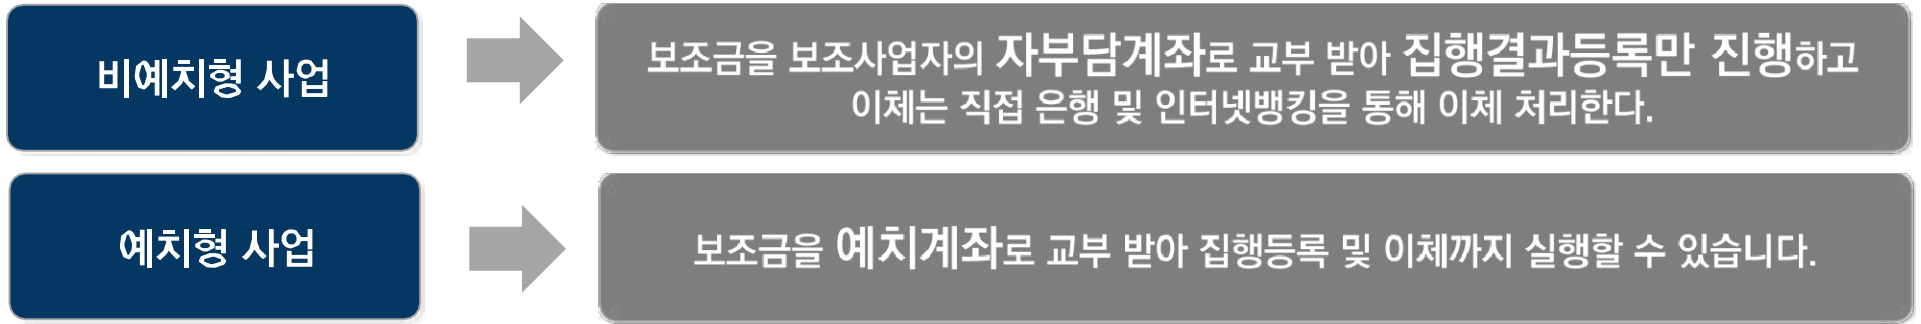 비예치형 사업
보조금을 보조사업자의 자부담계좌로 교부 받아 집행결과등록만 진행하고
이체는 직접 은행 및 인터넷뱅킹을 통해 이체 처리한다.
예치형 사업
보조금을 예치계좌로 교부 받아 집행등록 및 이체까지 실행할 수 있습니다.